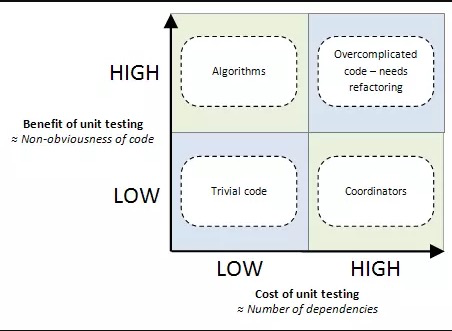 HIGH
Algorithms
Overcomplicated
code – needs
refactoring
Benefit of unit testing
≈ Non-obviousness of code
LOW
Trivial code
Coordinators
LOW
HIGH
Cost of unit testing
≈ Number of dependencies